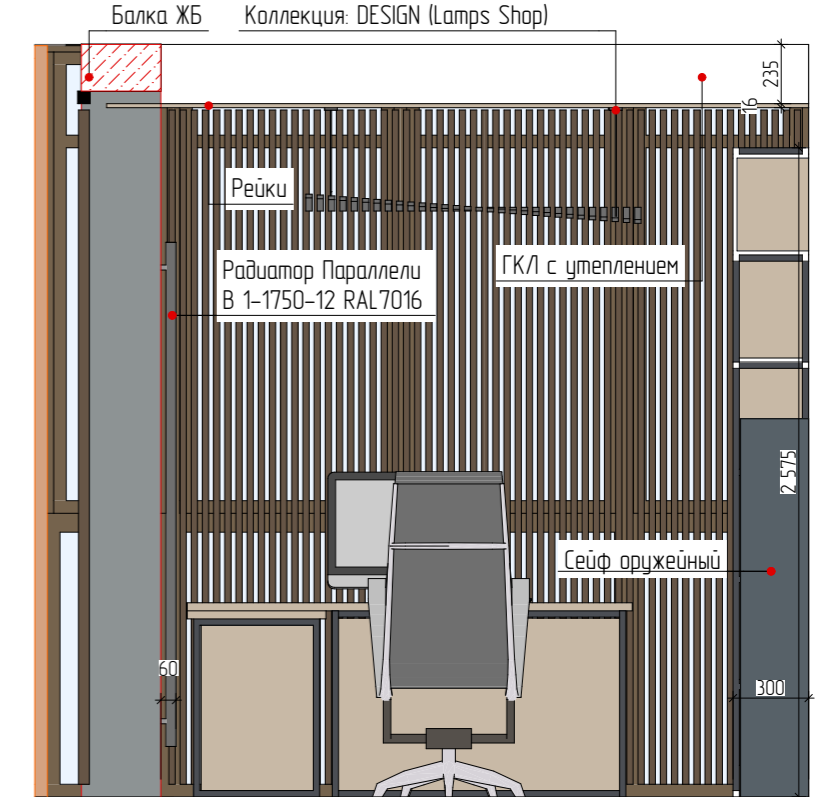 Балка ЖБ
Коллекция: DESIGN (Lamps Shop)
235
16
Рейки
Радиатор Параллели
В 1-1750-12 RAL7016
ГКЛ с утеплением
2 575
Сейф оружейный
60
300